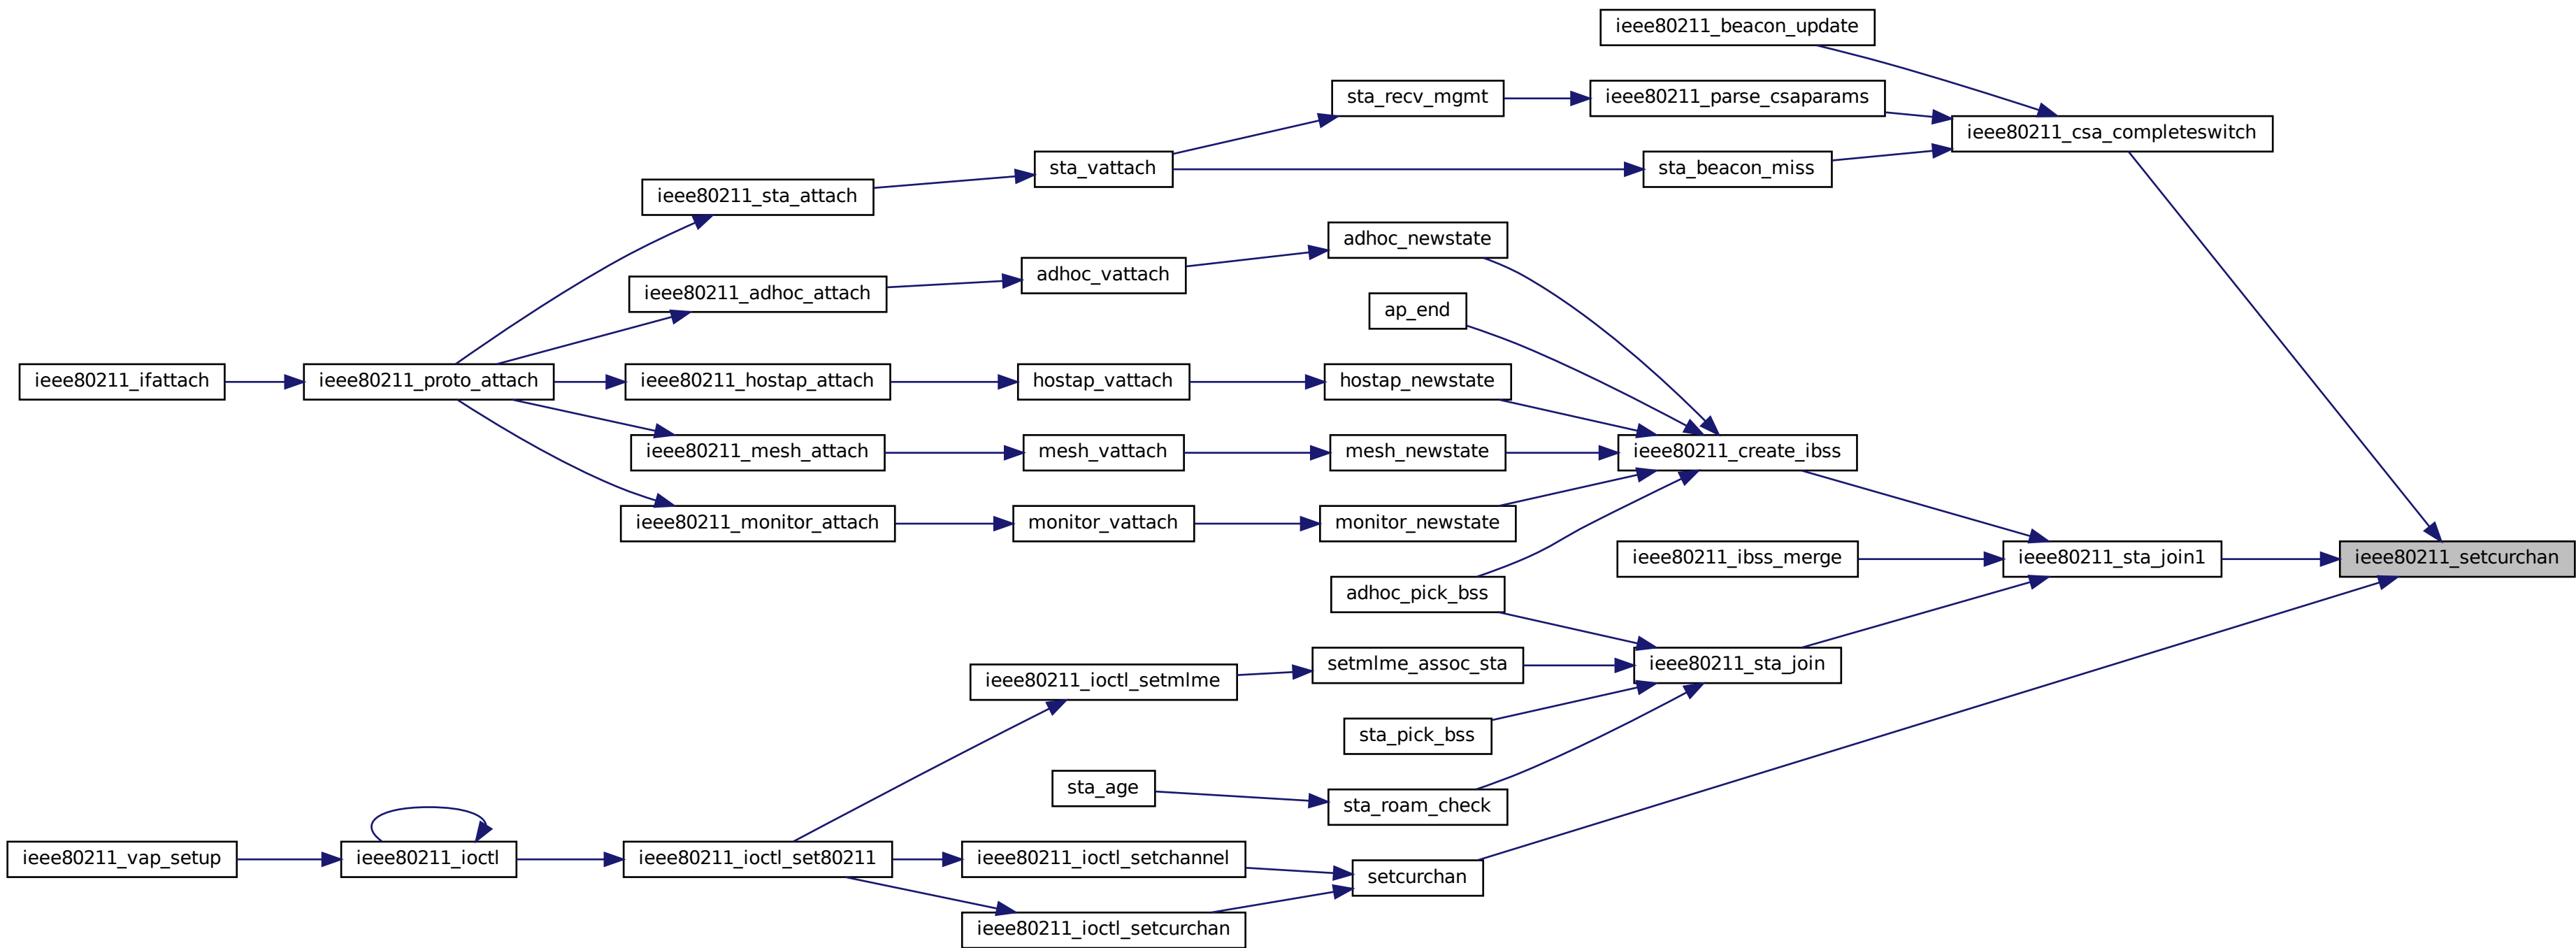 ieee80211_beacon_update
sta_recv_mgmt
ieee80211_parse_csaparams
ieee80211_csa_completeswitch
sta_vattach
sta_beacon_miss
ieee80211_sta_attach
adhoc_newstate
adhoc_vattach
ieee80211_adhoc_attach
ap_end
ieee80211_ifattach
ieee80211_proto_attach
ieee80211_hostap_attach
hostap_vattach
hostap_newstate
ieee80211_mesh_attach
mesh_vattach
mesh_newstate
ieee80211_create_ibss
ieee80211_monitor_attach
monitor_vattach
monitor_newstate
ieee80211_ibss_merge
ieee80211_sta_join1
ieee80211_setcurchan
adhoc_pick_bss
setmlme_assoc_sta
ieee80211_sta_join
ieee80211_ioctl_setmlme
sta_pick_bss
sta_age
sta_roam_check
ieee80211_vap_setup
ieee80211_ioctl
ieee80211_ioctl_set80211
ieee80211_ioctl_setchannel
setcurchan
ieee80211_ioctl_setcurchan